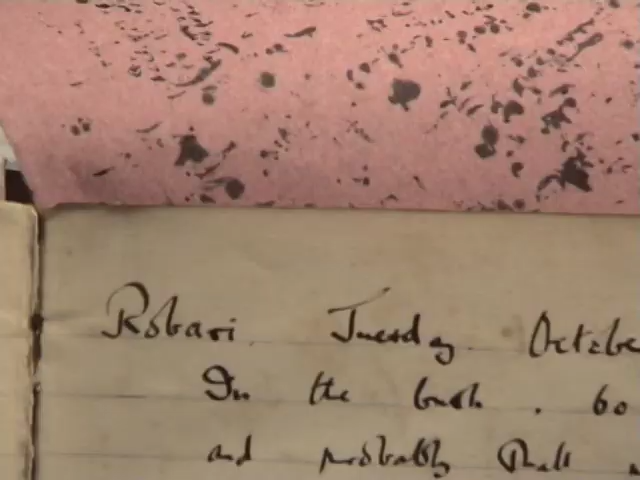 Robari. Tuesday. Octobe
In the bush. 60
and probably shall